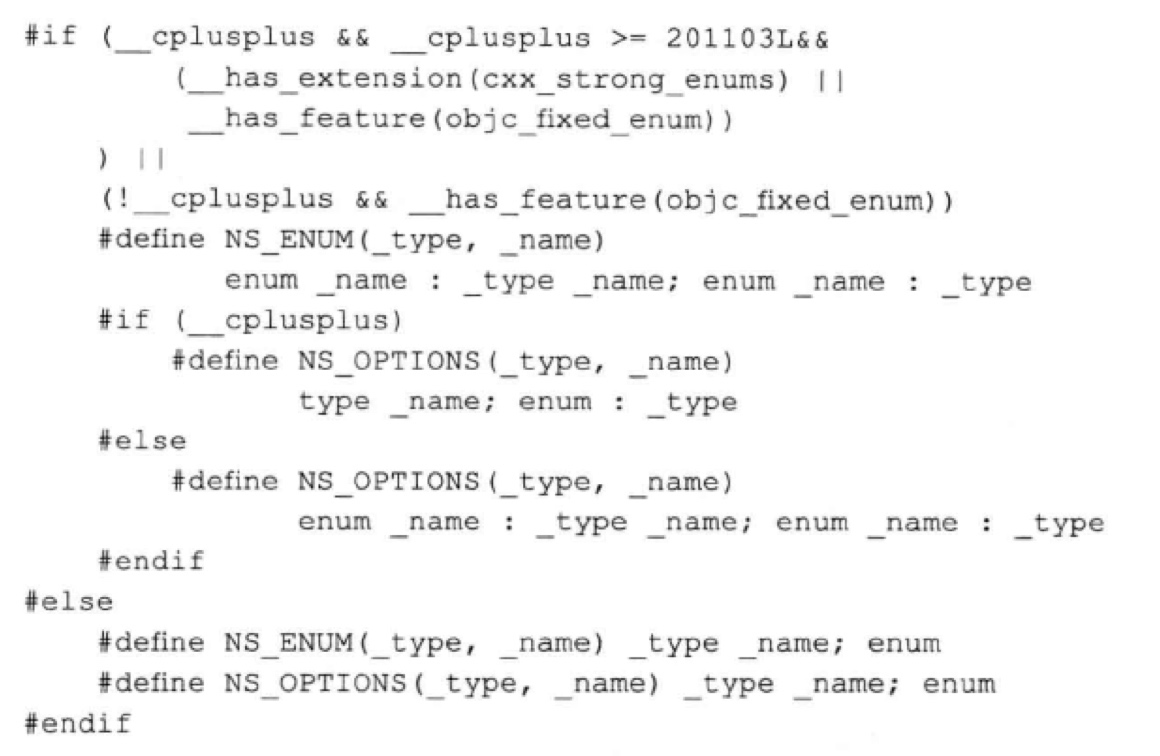 #if (__cplusplus && __cplusplus >= 201103L&&
(__has_extension(cxx_strong_enums) ||
__has_feature(objc_fixed_enum))
) ||
(!__cplusplus && __has_feature(objc_fixed_enum))
#define NS_ENUM(_type, _name)
enum _name : _type _name; enum _name : _type
#if (__cplusplus)
#define NS_OPTIONS(_type, _name)
type _name; enum : _type
#else
#define NS_OPTIONS(_type, _name)
enum _name : _type _name; enum _name : _type
#endif
#else
#define NS_ENUM(_type, _name) _type _name; enum
#define NS_OPTIONS(_type, _name) _type _name; enum
#endif